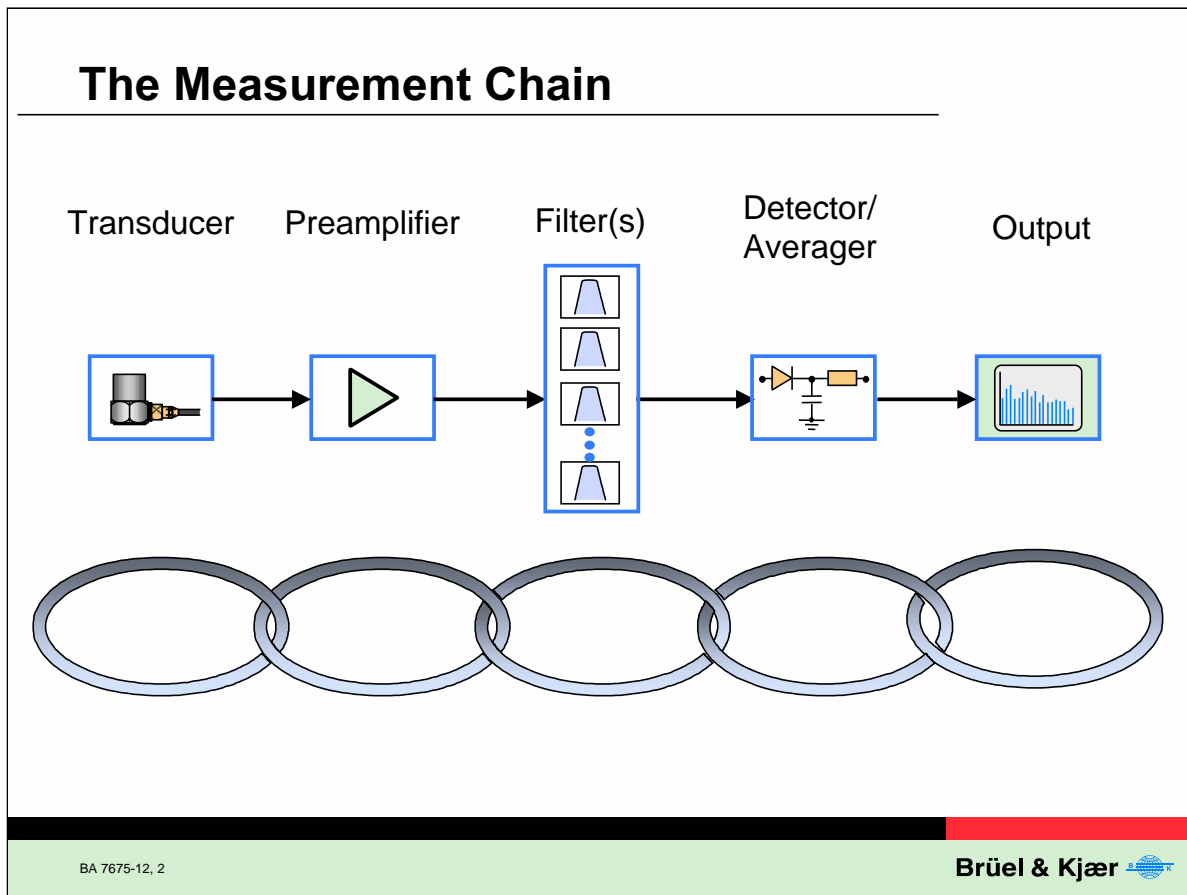 The Measurement Chain
Transducer
Preamplifier
Filter(s)
Detector/
Averager
Output
BA 7675-12, 2
Brüel & Kjær
B K